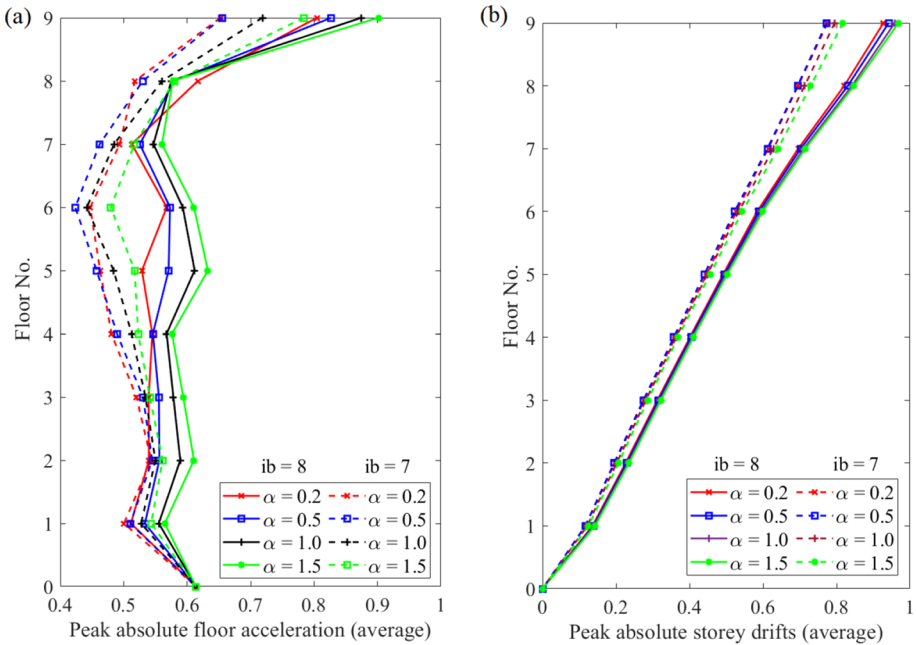 (a)
9
8
7
6
5
4
3
2
1
0
Floor No.
0.4 0.5 0.6 0.7 0.8 0.9 1
Peak absolute floor acceleration (average)
ib = 8 ib = 7
α = 0.2 α = 0.2
α = 0.5 α = 0.5
α = 1.0 α = 1.0
α = 1.5 α = 1.5
(b)
9
8
7
6
5
4
3
2
1
0
Floor No.
0 0.2 0.4 0.6 0.8 1
Peak absolute storey drifts (average)
ib = 8 ib = 7
α = 0.2 α = 0.2
α = 0.5 α = 0.5
α = 1.0 α = 1.0
α = 1.5 α = 1.5